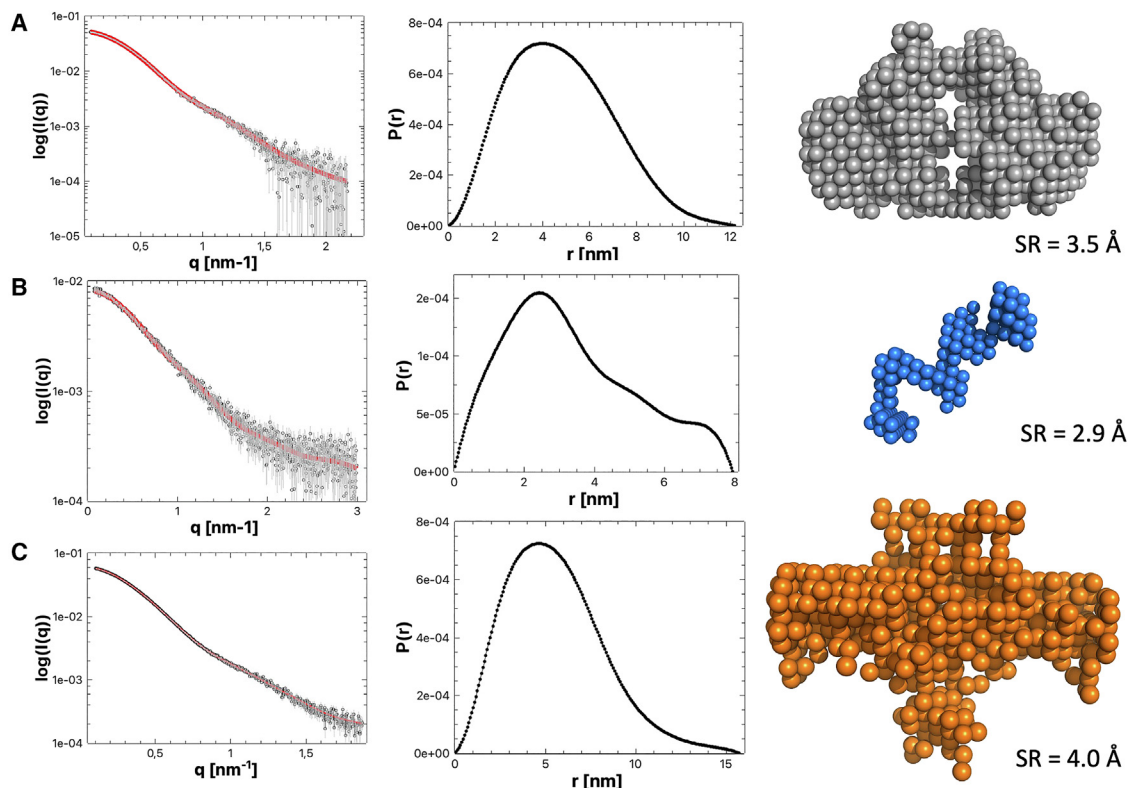 A
log(I(q))
1e-01
1e-02
1e-03
1e-04
1e-05
0,5
1
1,5
2
q [nm-1]
P(r)
8e-04
6e-04
4e-04
2e-04
0e+00
0
2
4
6
8
10
12
r [nm]
SR = 3.5 Å
B
log(I(q))
1e-02
1e-03
1e-04
0
1
2
3
q [nm-1]
P(r)
2e-04
1e-04
5e-05
0e+00
0
2
4
6
8
r [nm]
SR = 2.9 Å
C
log(I(q))
1e-01
1e-02
1e-03
1e-04
0,5
1
1,5
q [nm⁻¹]
P(r)
8e-04
6e-04
4e-04
2e-04
0e+00
0
5
10
15
r [nm]
SR = 4.0 Å